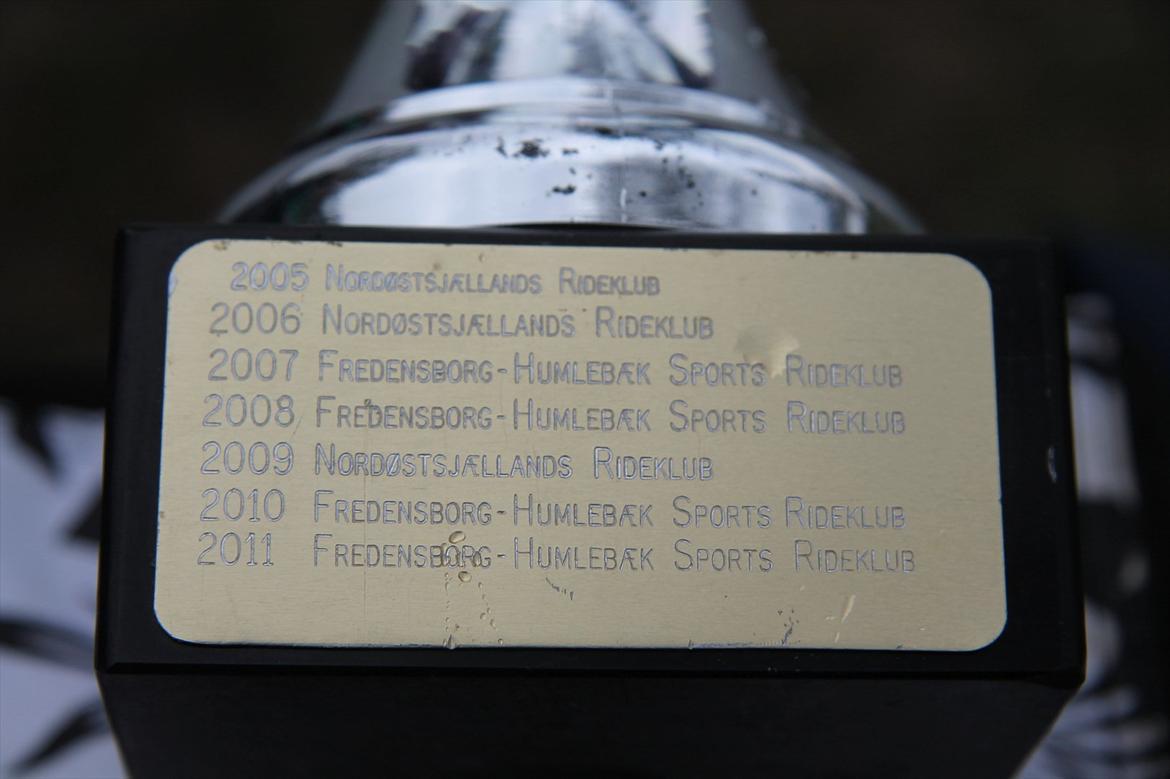 2005 Nordøstsjællands Rideklub
2006 Nordøstsjællands Rideklub
2007 Fredensborg-Humlebæk Sports Rideklub
2008 Fredensborg-Humlebæk Sports Rideklub
2009 Nordøstsjællands Rideklub
2010 Fredensborg-Humlebæk Sports Rideklub
2011 Fredensborg-Humlebæk Sports Rideklub